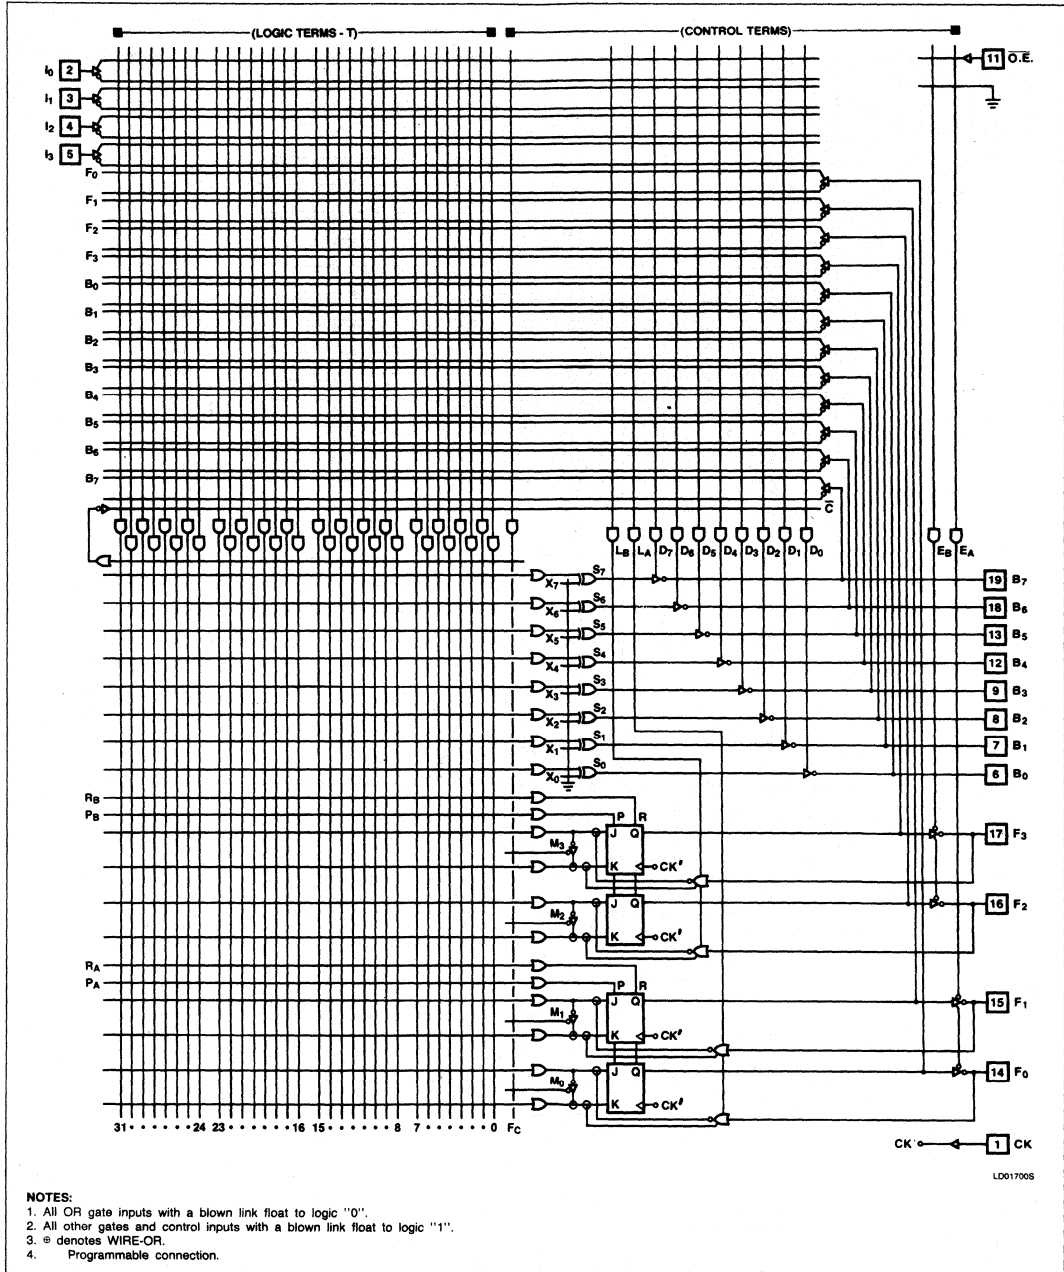 (LOGIC TERMS - T) (CONTROL TERMS)
I0 2 11 O.E.
I1 3
I2 4
I3 5
F0
F1
F2
F3
B0
B1
B2
B3
B4
B5
B6
B7
C
LB LA D7 D6 D5 D4 D3 D2 D1 D0 EB EA
X7 S7 19 B7
X6 S6 18 B6
X5 S5 13 B5
X4 S4 12 B4
X3 S3 9 B3
X2 S2 8 B2
X1 S1 7 B1
X0 S0 6 B0
RB
PB P R
M3 J Q 17 F3
K CK'
M2 J Q 16 F2
K CK'
RA
PA P R
M1 J Q 15 F1
K CK'
M0 J Q 14 F0
K CK'
31 • • • • • • 24 23 • • • • • • 16 15 • • • • • • 8 7 • • • • • • 0 FC
CK 1 CK
LD01700S
NOTES:
1. All OR gate inputs with a blown link float to logic ''0''.
2. All other gates and control inputs with a blown link float to logic ''1''.
3. ⊕ denotes WIRE-OR.
4. Programmable connection.